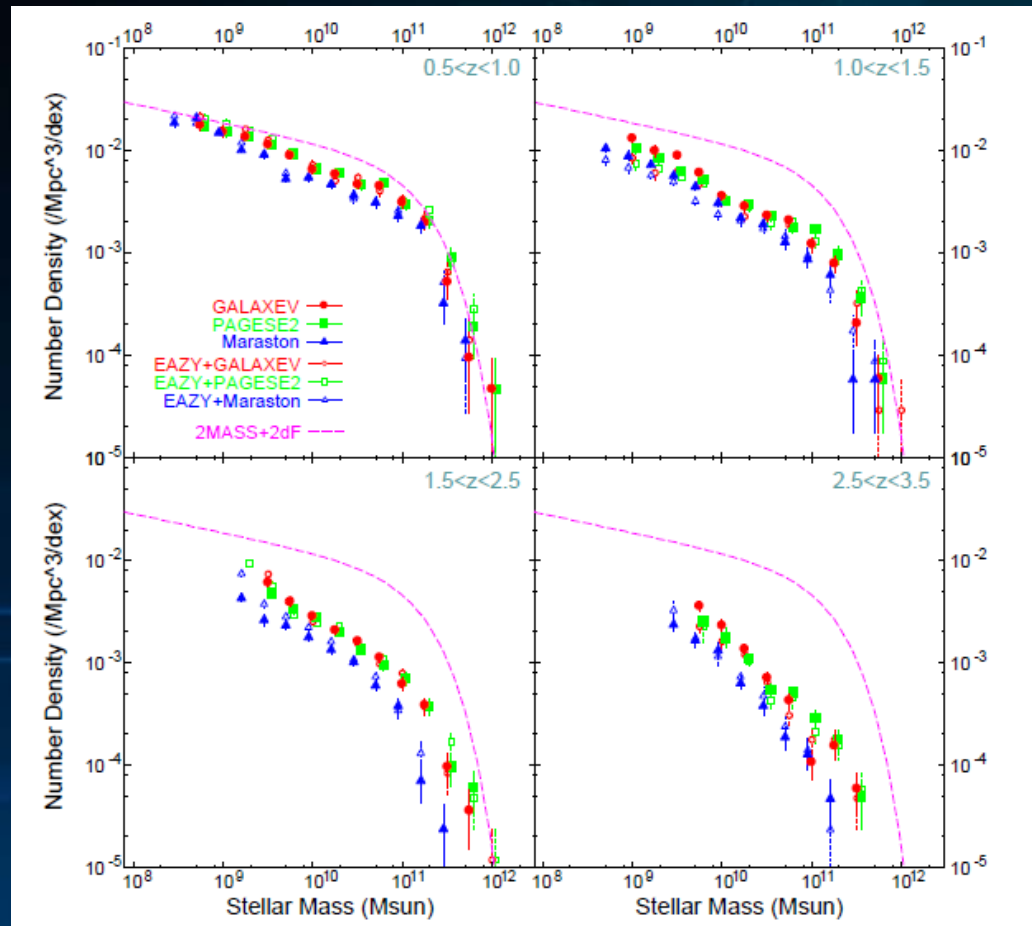 10^8 10^9 10^10 10^11 10^12 10^8 10^9 10^10 10^11 10^12
10^-1 10^-1
0.5<z<1.0 1.0<z<1.5
Number Density (/Mpc^3/dex)
10^-2 10^-2
10^-3 10^-3
GALAXEV
PAGESE2
Maraston
EAZY+GALAXEV
EAZY+PAGESE2
EAZY+Maraston
2MASS+2dF
10^-4 10^-4
10^-5 10^-5
1.5<z<2.5 2.5<z<3.5
Number Density (/Mpc^3/dex)
10^-2 10^-2
10^-3 10^-3
10^-4 10^-4
10^-5 10^-5
10^8 10^9 10^10 10^11 10^12 10^8 10^9 10^10 10^11 10^12
Stellar Mass (Msun) Stellar Mass (Msun)